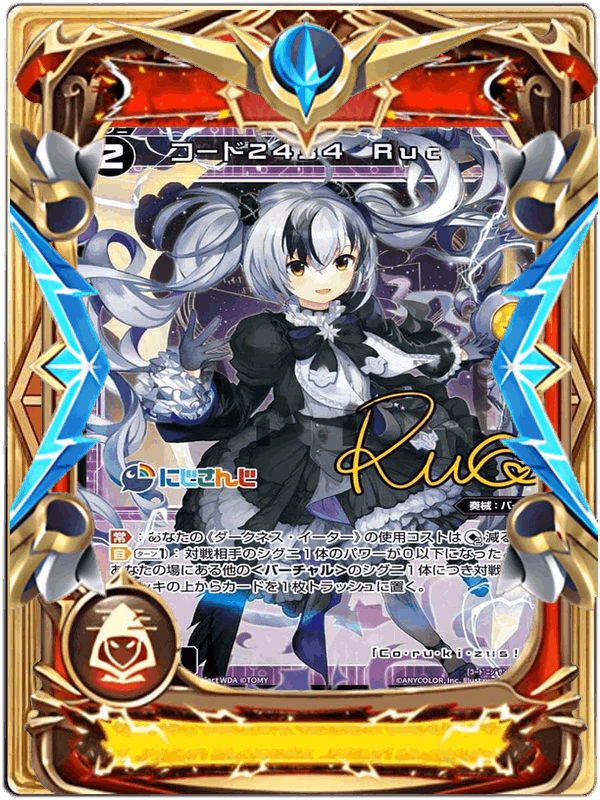 2
コード2434 Ruc
Ruc
にじさんじ
奏械:バー
常:あなたの《ダークネス・イーター》の使用コストは 減る
自 ターン1:対戦相手のシグニ1体のパワーが0以下になった
あなたの場にある他の<バーチャル>のシグニ1体につき対戦
ッキの上からカードを1枚トラッシュに置く。
「Co・ru・ki・zus!
ject WDA ©TOMY
©ANYCOLOR, Inc. Illust